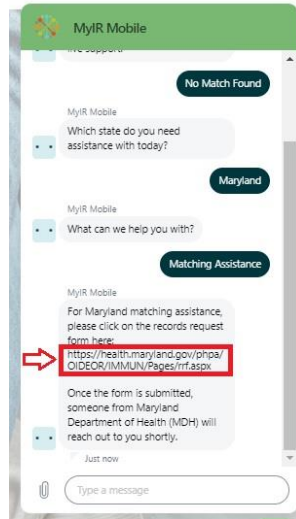 MyIR Mobile
live support!
No Match Found
MyIR Mobile
Which state do you need
assistance with today?
Maryland
MyIR Mobile
What can we help you with?
Matching Assistance
MyIR Mobile
For Maryland matching assistance,
please click on the records request
form here:
https://health.maryland.gov/phpa/
OIDEOR/IMMUN/Pages/rrf.aspx
Once the form is submitted,
someone from Maryland
Department of Health (MDH) will
reach out to you shortly.
Just now
Type a message